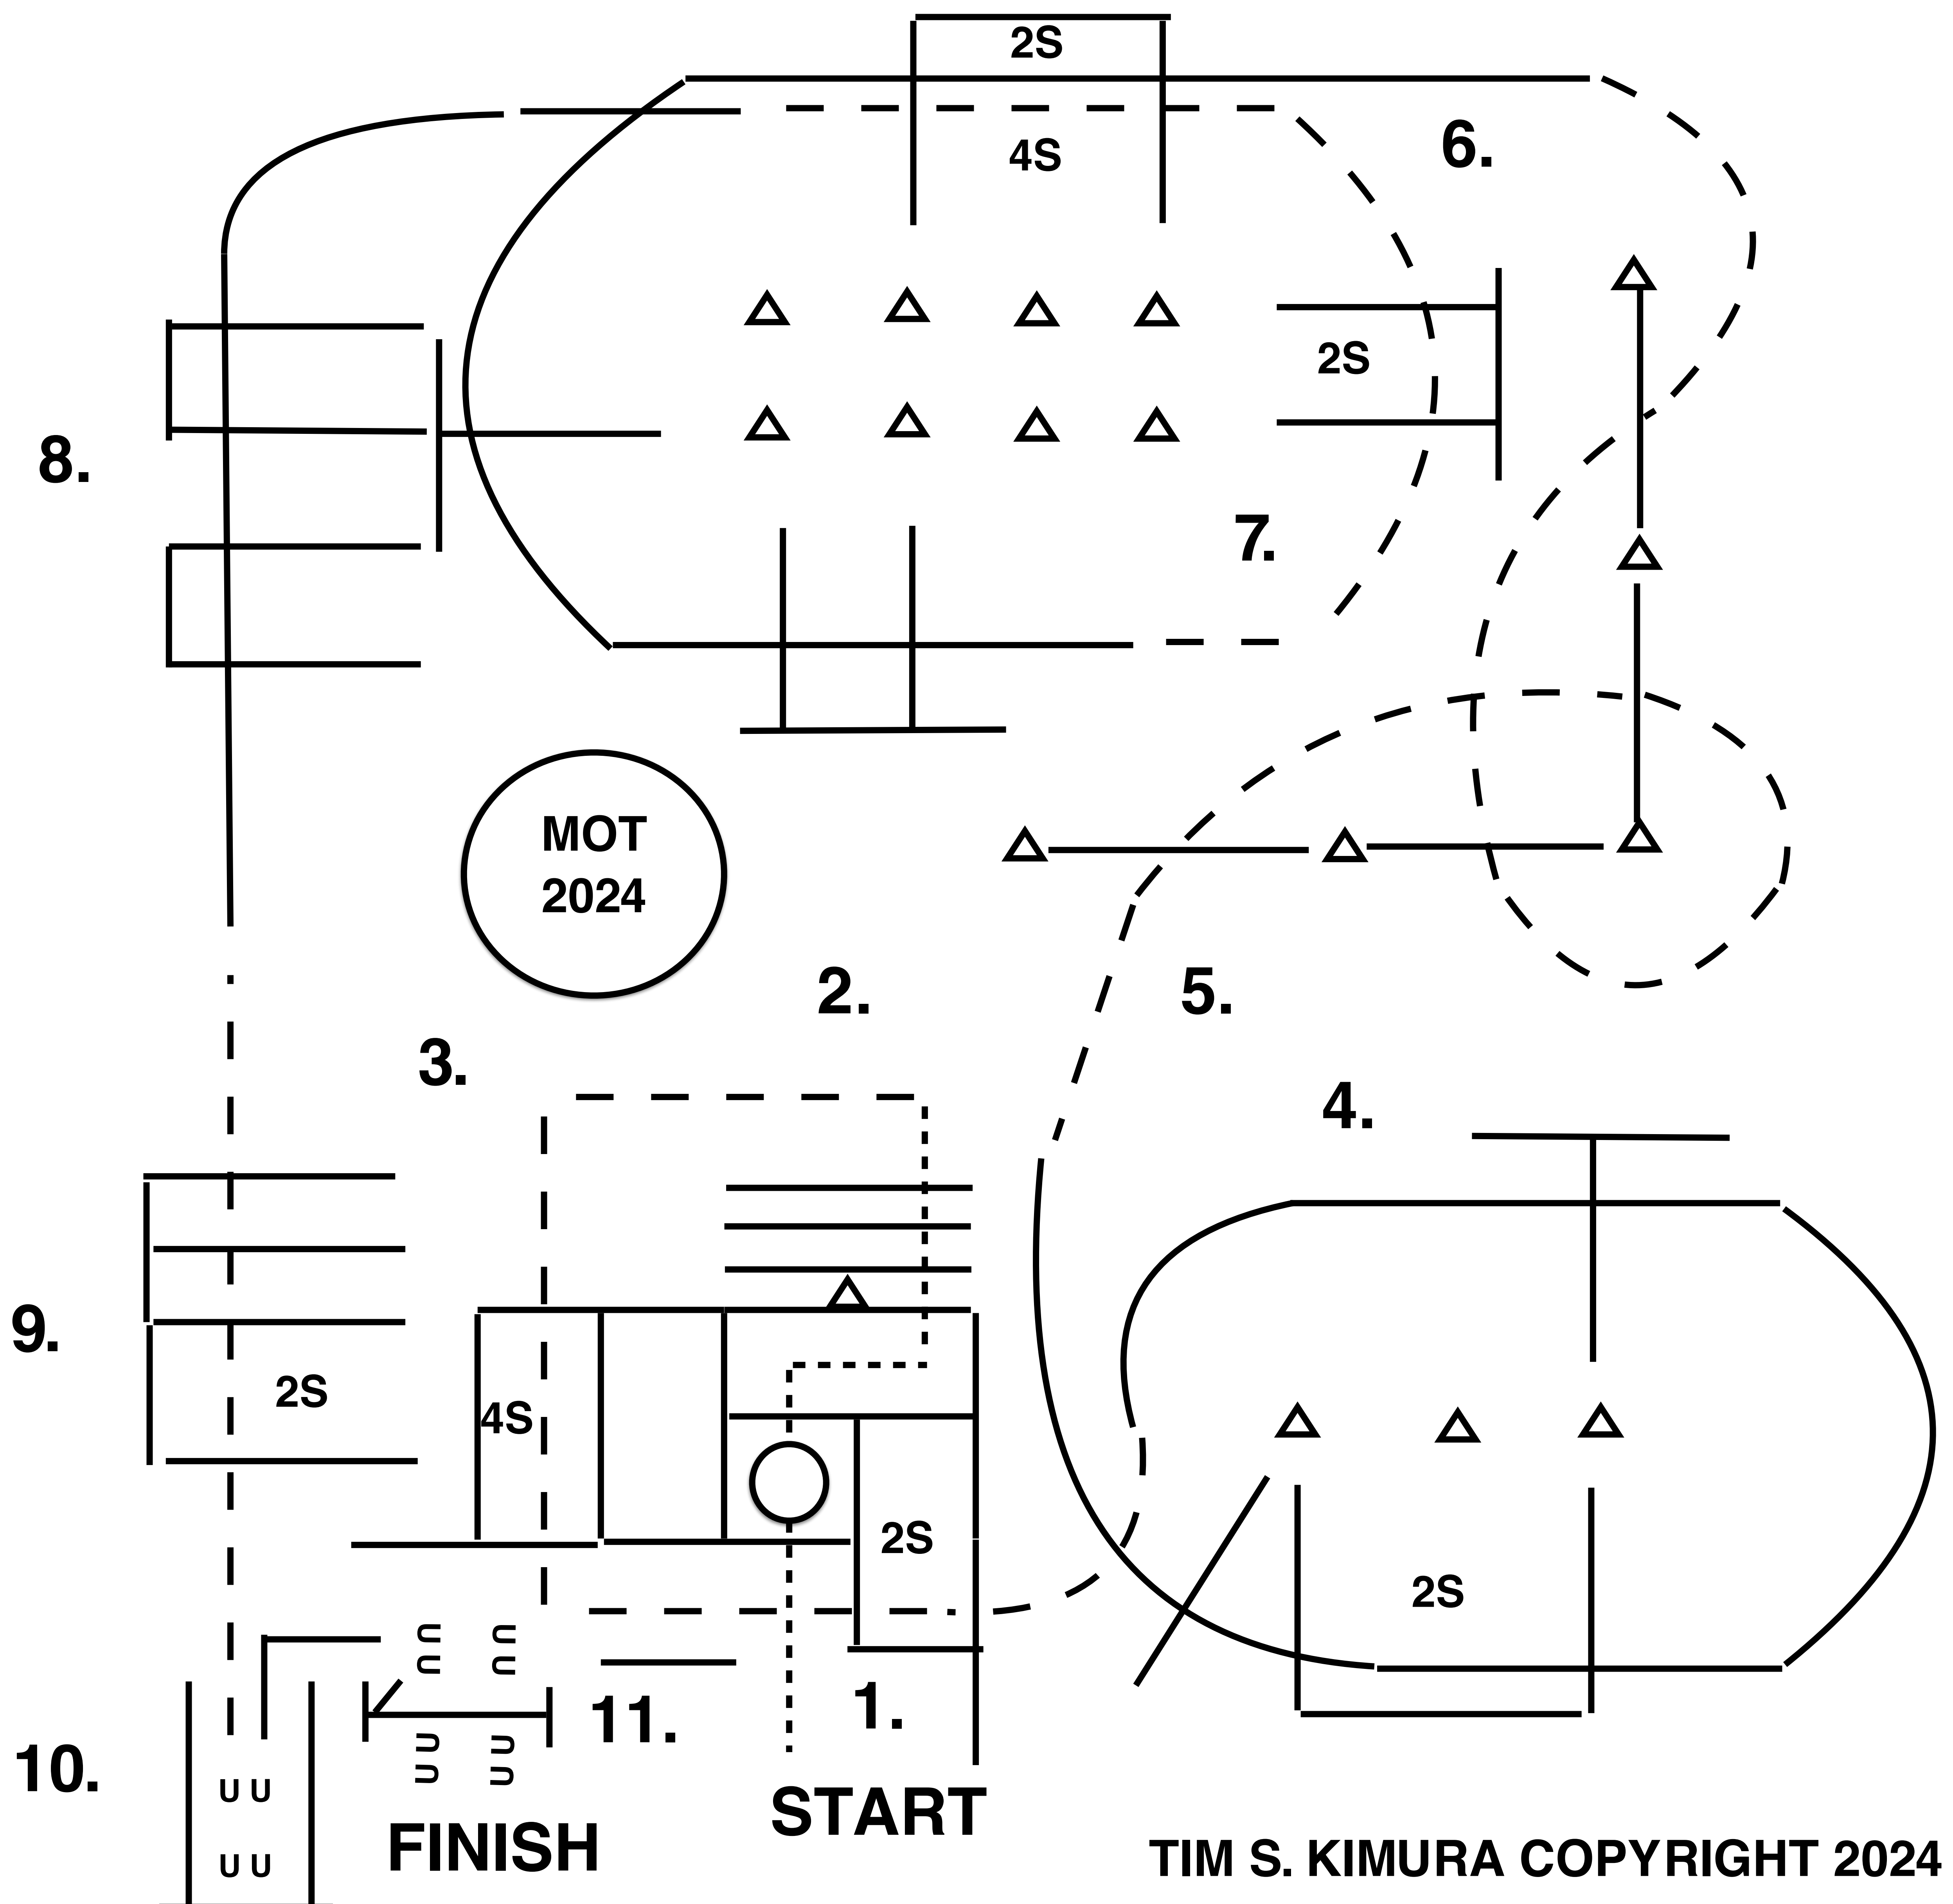 2S
4S
6.
2S
8.
7.
MOT
2024
2.
5.
3.
4.
9.
2S
4S
2S
2S
U U
U U
11.
1.
10.
U U
U U
U U
U U
START
FINISH
TIM S. KIMURA COPYRIGHT 2024